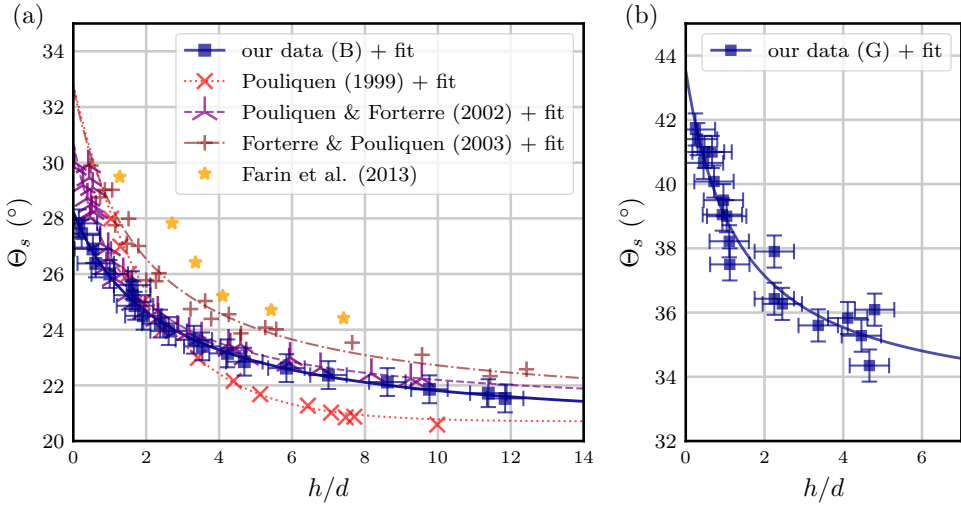 (a)
(b)
our data (B) + fit
Pouliquen (1999) + fit
Pouliquen & Forterre (2002) + fit
Forterre & Pouliquen (2003) + fit
Farin et al. (2013)
our data (G) + fit
34
32
30
28
26
24
22
20
Θs (°)
0 2 4 6 8 10 12 14
h/d
44
42
40
38
36
34
32
Θs (°)
0 2 4 6
h/d